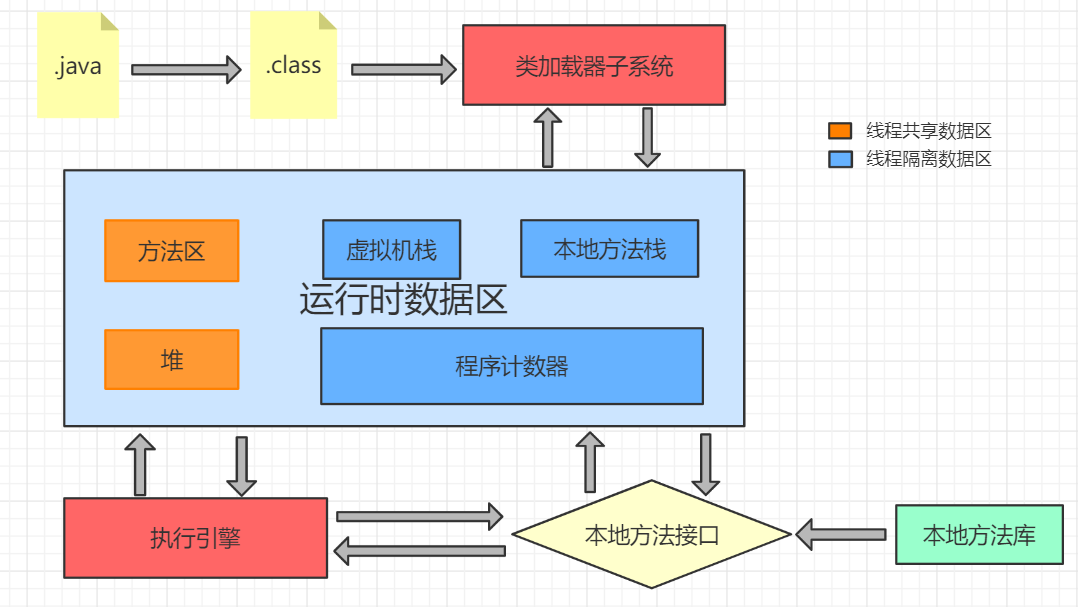 .java
.class
类加载器子系统
线程共享数据区
线程隔离数据区
方法区
虚拟机栈
本地方法栈
运行时数据区
堆
程序计数器
执行引擎
本地方法接口
本地方法库